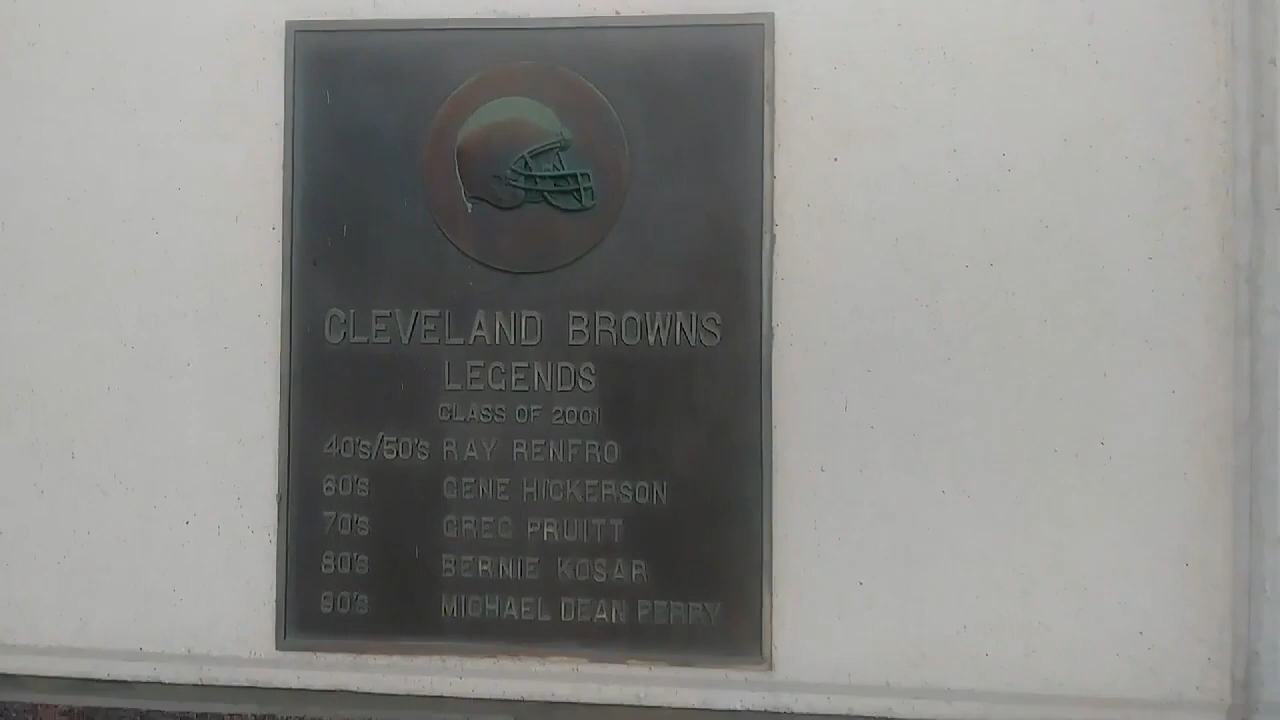 CLEVELAND BROWNS
LEGENDS
CLASS OF 2001
40's/50's RAY RENFRO
60's GENE HICKERSON
70's GREG PRUITT
80's BERNIE KOSAR
90's MICHAEL DEAN PERRY